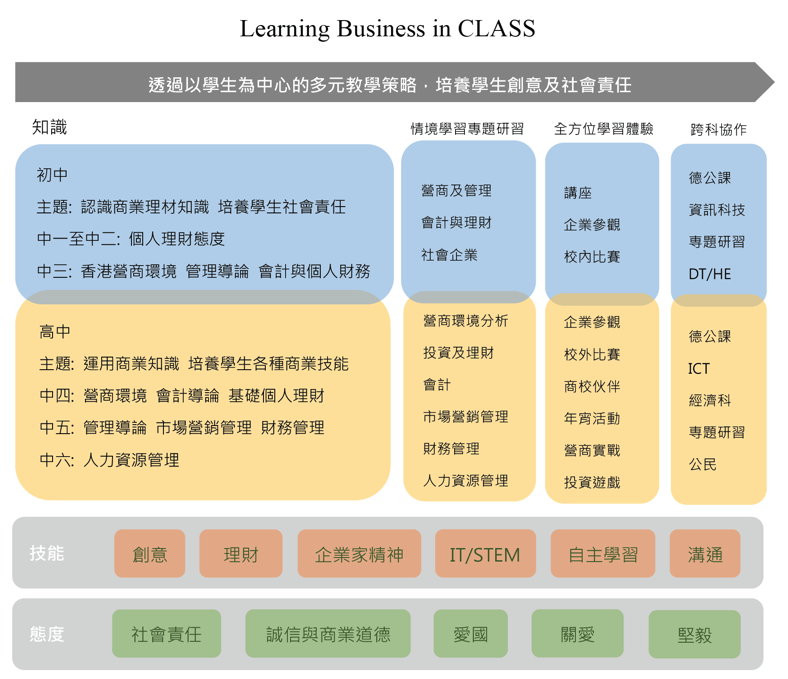 Learning Business in CLASS
透過以學生為中心的多元教學策略，培養學生創意及社會責任
知識
情境學習專題研習
全方位學習體驗
跨科協作
初中
主題: 認識商業理材知識 培養學生社會責任
中一至中二: 個人理財態度
中三: 香港營商環境 管理導論 會計與個人財務
營商及管理
會計與理財
社會企業
講座
企業參觀
校內比賽
德公課
資訊科技
專題研習
DT/HE
高中
主題: 運用商業知識 培養學生各種商業技能
中四: 營商環境 會計導論 基礎個人理財
中五: 管理導論 市場營銷管理 財務管理
中六: 人力資源管理
營商環境分析
投資及理財
會計
市場營銷管理
財務管理
人力資源管理
企業參觀
校外比賽
商校伙伴
年宵活動
營商實戰
投資遊戲
德公課
ICT
經濟科
專題研習
公民
技能
創意
理財
企業家精神
IT/STEM
自主學習
溝通
態度
社會責任
誠信與商業道德
愛國
關愛
堅毅